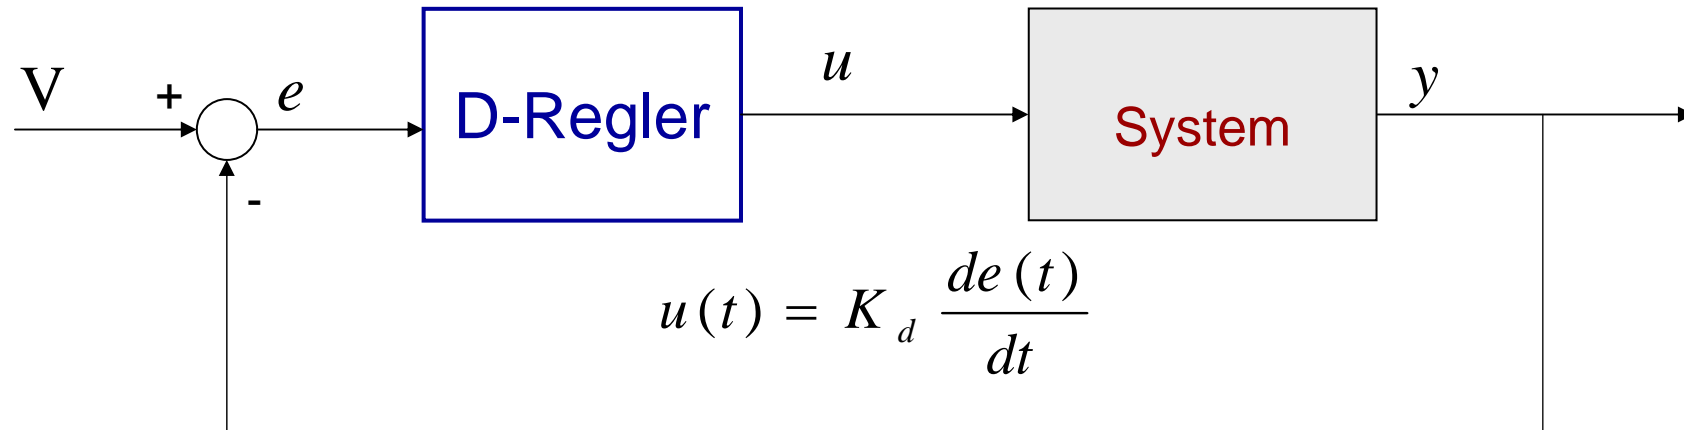 V + e D-Regler u System y
-
u(t) = K_d de(t)/dt